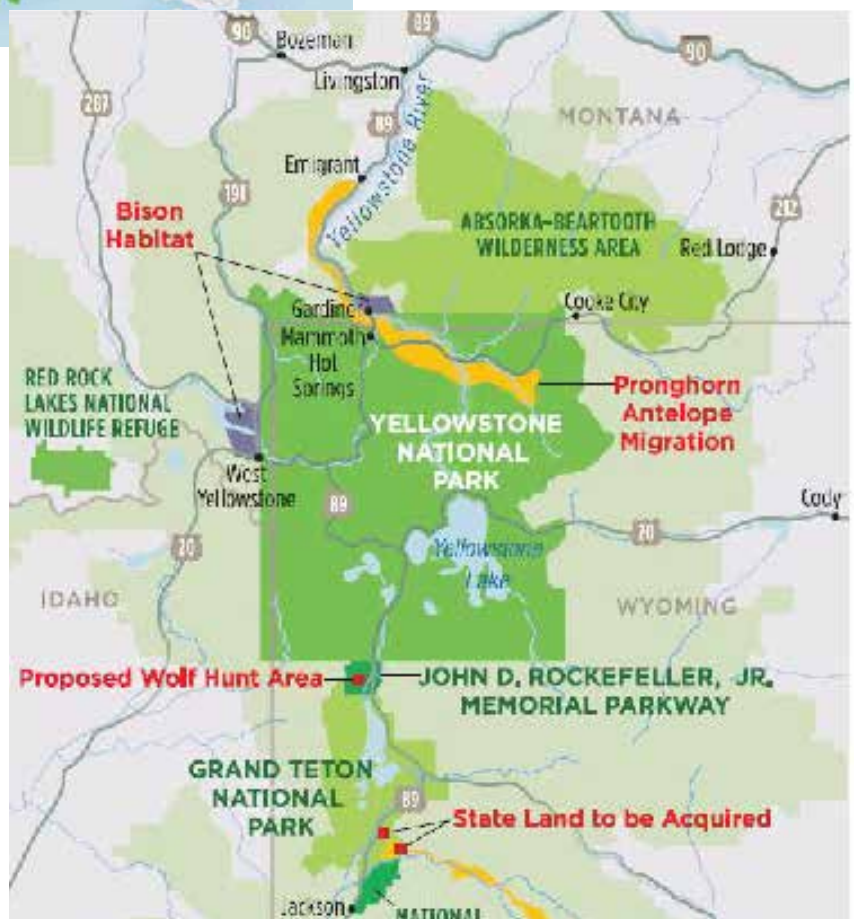 89
90
Bozeman
90
Livingston
287
MONTANA
89
Yellowstone River
Emigrant
191
Bison
Habitat
212
ABSORKA-BEARTOOTH
WILDERNESS AREA
Red Lodge
Gardiner
Cooke City
Mammoth
Hot
Springs
RED ROCK
LAKES NATIONAL
WILDLIFE REFUGE
Pronghorn
Antelope
Migration
YELLOWSTONE
NATIONAL
PARK
West
Yellowstone
89
Cody
20
20
Yellowstone
Lake
IDAHO
WYOMING
Proposed Wolf Hunt Area
JOHN D. ROCKEFELLER, JR.
MEMORIAL PARKWAY
GRAND TETON
NATIONAL
PARK
89
State Land to be Acquired
Jackson
NATIONAL